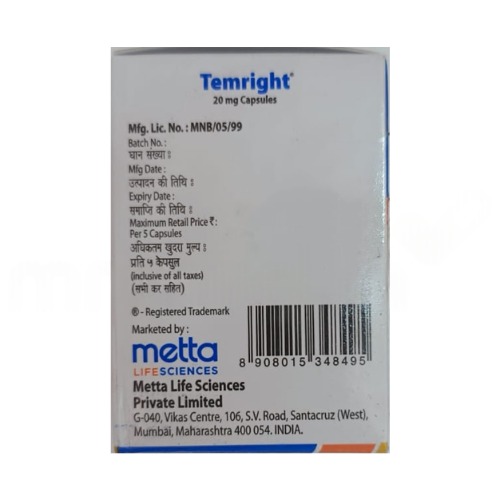 Temright®
20 mg Capsules
Mfg. Lic. No. : MNB/05/99
Batch No. :
घान संख्या :
Mfg Date :
उत्पादन की तिथि :
Expiry Date :
समाप्ति की तिथि :
Maximum Retail Price ₹:
Per 5 Capsules
अधिकतम खुदरा मुल्य :
प्रति ५ कैपसुल
(inclusive of all taxes)
(सभी कर सहित)
® - Registered Trademark
Marketed by :
metta
LIFESCIENCES
8 908015 348495
Metta Life Sciences
Private Limited
G-040, Vikas Centre, 106, S.V. Road, Santacruz (West),
Mumbai, Maharashtra 400 054. INDIA.